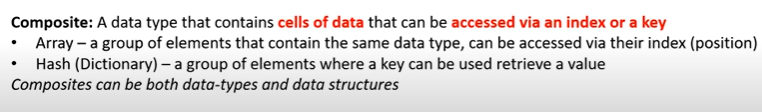 Composite: A data type that contains cells of data that can be accessed via an index or a key
• Array – a group of elements that contain the same data type, can be accessed via their index (position)
• Hash (Dictionary) – a group of elements where a key can be used retrieve a value
Composites can be both data-types and data structures